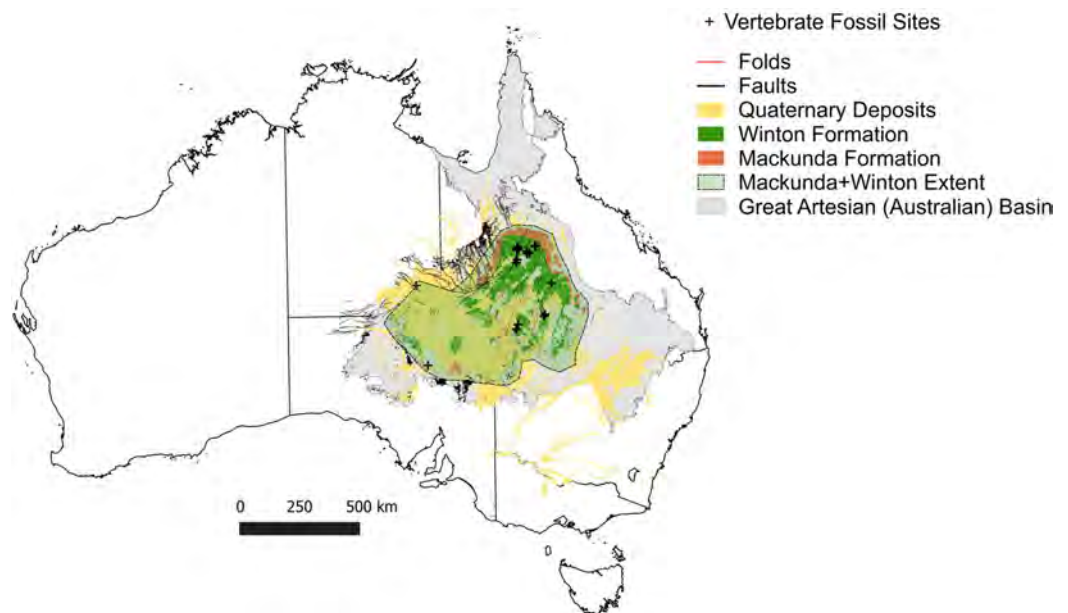 + Vertebrate Fossil Sites
Folds
Faults
Quaternary Deposits
Winton Formation
Mackunda Formation
Mackunda+Winton Extent
Great Artesian (Australian) Basin
0 250 500 km